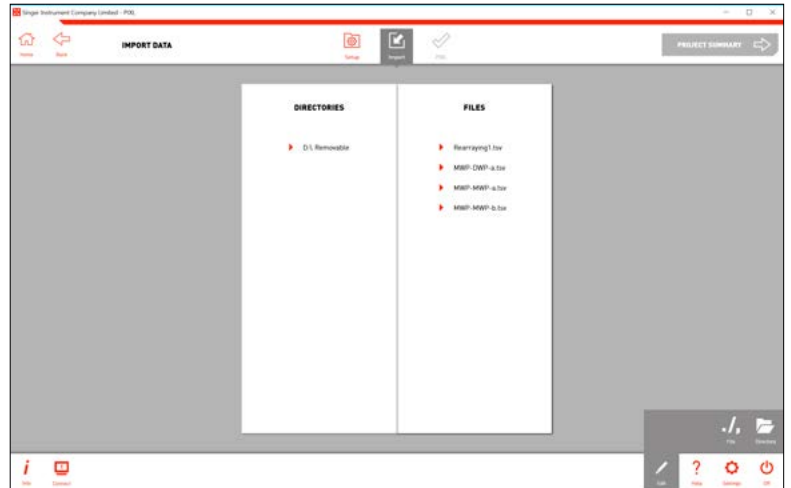 Singer Instrument Company Limited - PIXL
Home
Back
IMPORT DATA
Setup
Import
PROJECT SUMMARY
DIRECTORIES
FILES
D:\ Removable
Rearraying1.tsv
MWP-DWP-a.tsv
MWP-MWP-a.tsv
MWP-MWP-b.tsv
File
Directory
Info
Connect
Edit
Help
Settings
Off